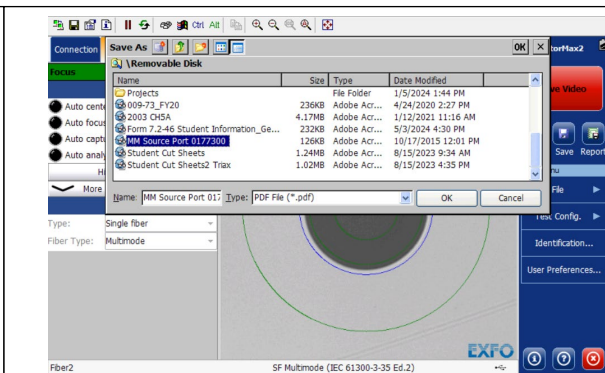 Ctrl Alt
Connection
Save As
OK
torMax2
Focus
\Removable Disk
Name Size Type Date Modified
Projects File Folder 1/5/2024 1:44 PM
009-73_FY20 236KB Adobe Acr... 4/24/2020 2:27 PM
2003 CH5A 4.17MB Adobe Acr... 1/12/2021 11:16 AM
Form 7.2-46 Student Information_Ge... 232KB Adobe Acr... 5/3/2024 4:30 PM
MM Source Port 0177300 126KB Adobe Acr... 10/17/2015 12:01 PM
Student Cut Sheets 1.24MB Adobe Acr... 8/15/2023 9:34 AM
Student Cut Sheets2 Triax 1.02MB Adobe Acr... 8/15/2023 4:35 PM
Name: MM Source Port 017 Type: PDF File (*.pdf) OK Cancel
Auto cente
Auto focus
Auto captu
Auto analy
More
ve Video
Save Report
nu
File
Test Config.
Identification...
User Preferences...
Type: Single fiber
Fiber Type: Multimode
EXFO
Fiber2 SF Multimode (IEC 61300-3-35 Ed.2)